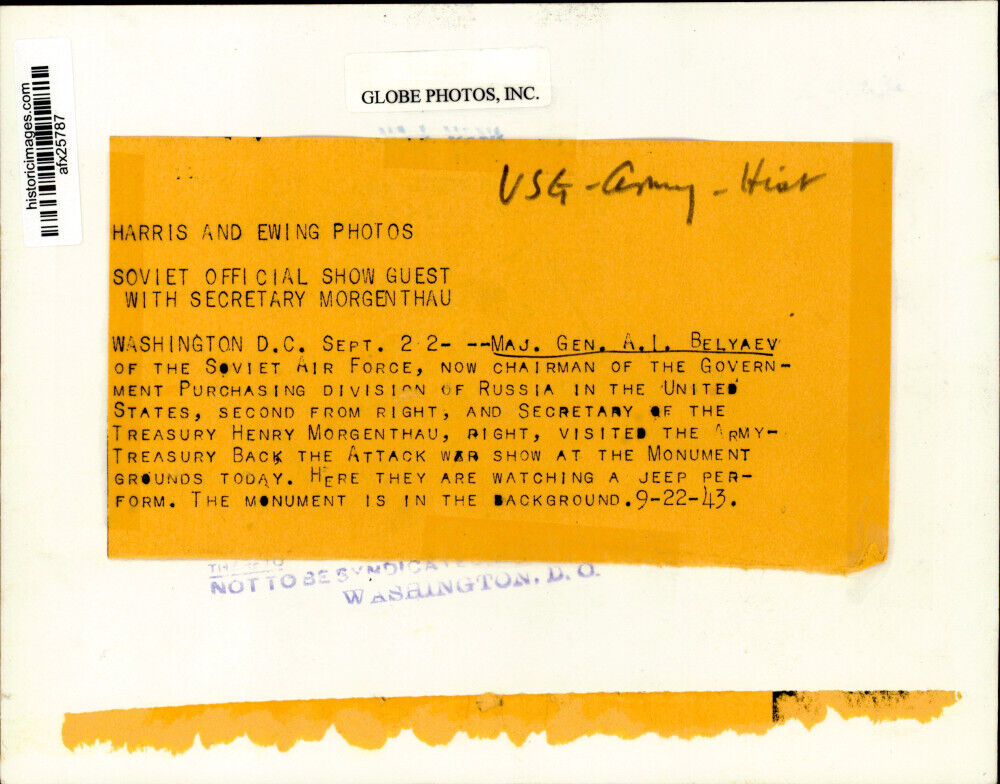 historicimages.com
afx25787
GLOBE PHOTOS, INC.
USG - Army - Hist
HARRIS AND EWING PHOTOS
SOVIET OFFICIAL SHOW GUEST
WITH SECRETARY MORGENTHAU
WASHINGTON D.C. SEPT. 22- --MAJ. GEN. A.I. BELYAEV
OF THE SOVIET AIR FORCE, NOW CHAIRMAN OF THE GOVERN-
MENT PURCHASING DIVISION OF RUSSIA IN THE UNITED
STATES, SECOND FROM RIGHT, AND SECRETARY OF THE
TREASURY HENRY MORGENTHAU, RIGHT, VISITED THE ARMY-
TREASURY BACK THE ATTACK WAR SHOW AT THE MONUMENT
GROUNDS TODAY. HERE THEY ARE WATCHING A JEEP PER-
FORM. THE MONUMENT IS IN THE BACKGROUND. 9-22-43.
NOT TO BE SYNDICATED
WASHINGTON, D. C.